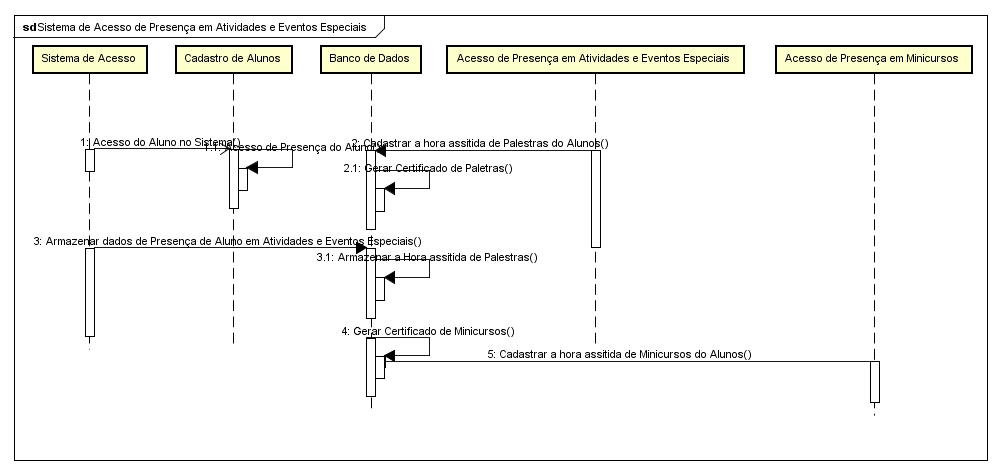 sd Sistema de Acesso de Presença em Atividades e Eventos Especiais
Sistema de Acesso
Cadastro de Alunos
Banco de Dados
Acesso de Presença em Atividades e Eventos Especiais
Acesso de Presença em Minicursos
1: Acesso do Aluno no Sistema()
1.1: Acesso de Presença do Aluno()
2: Cadastrar a hora assitida de Palestras do Alunos()
2.1: Gerar Certificado de Paletras()
3: Armazenar dados de Presença de Aluno em Atividades e Eventos Especiais()
3.1: Armazenar a Hora assitida de Palestras()
4: Gerar Certificado de Minicursos()
5: Cadastrar a hora assitida de Minicursos do Alunos()